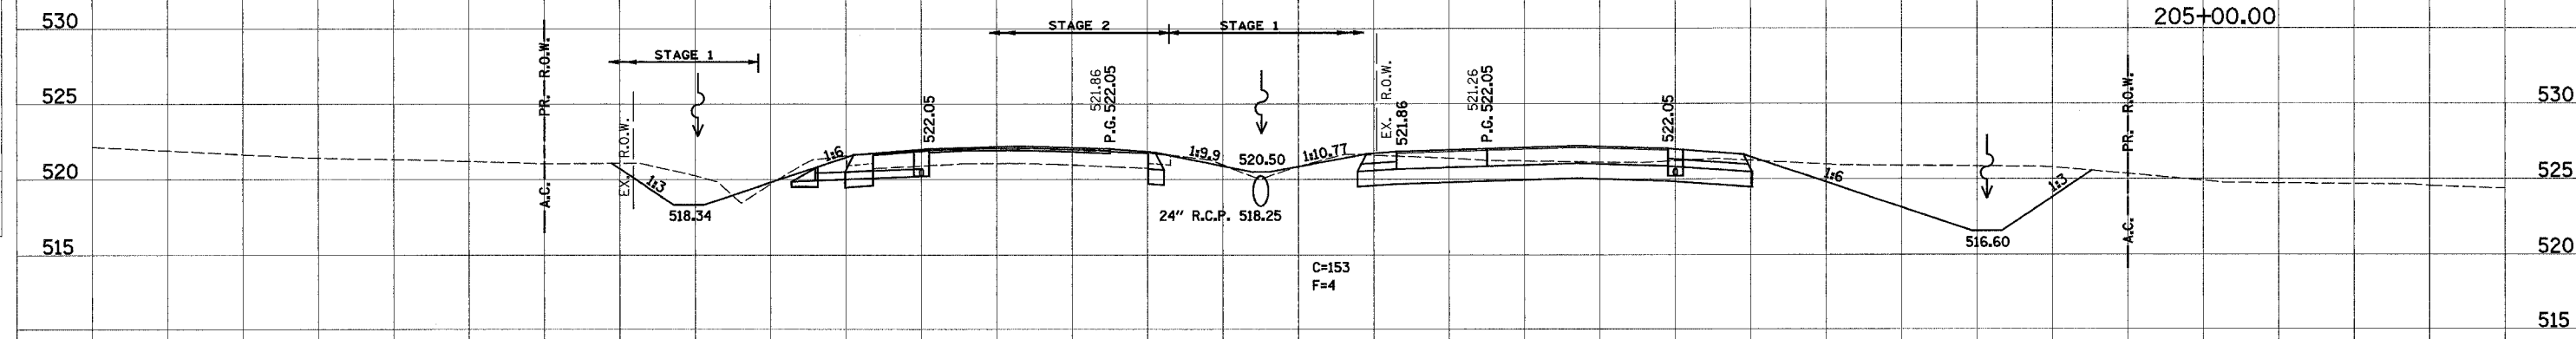 530
205+00.00
STAGE 2
STAGE 1
STAGE 1
A.C. PR. R.O.W.
EX. R.O.W.
525
530
522.05
521.86
P.G. 522.05
EX. R.O.W.
521.86
521.26
P.G. 522.05
522.05
A.C. PR. R.O.W.
1:6
1:9.9
520.50
1:10.77
520
525
1:3
1:6
1:3
518.34
24" R.C.P. 518.25
516.60
515
520
C=153
F=4
515